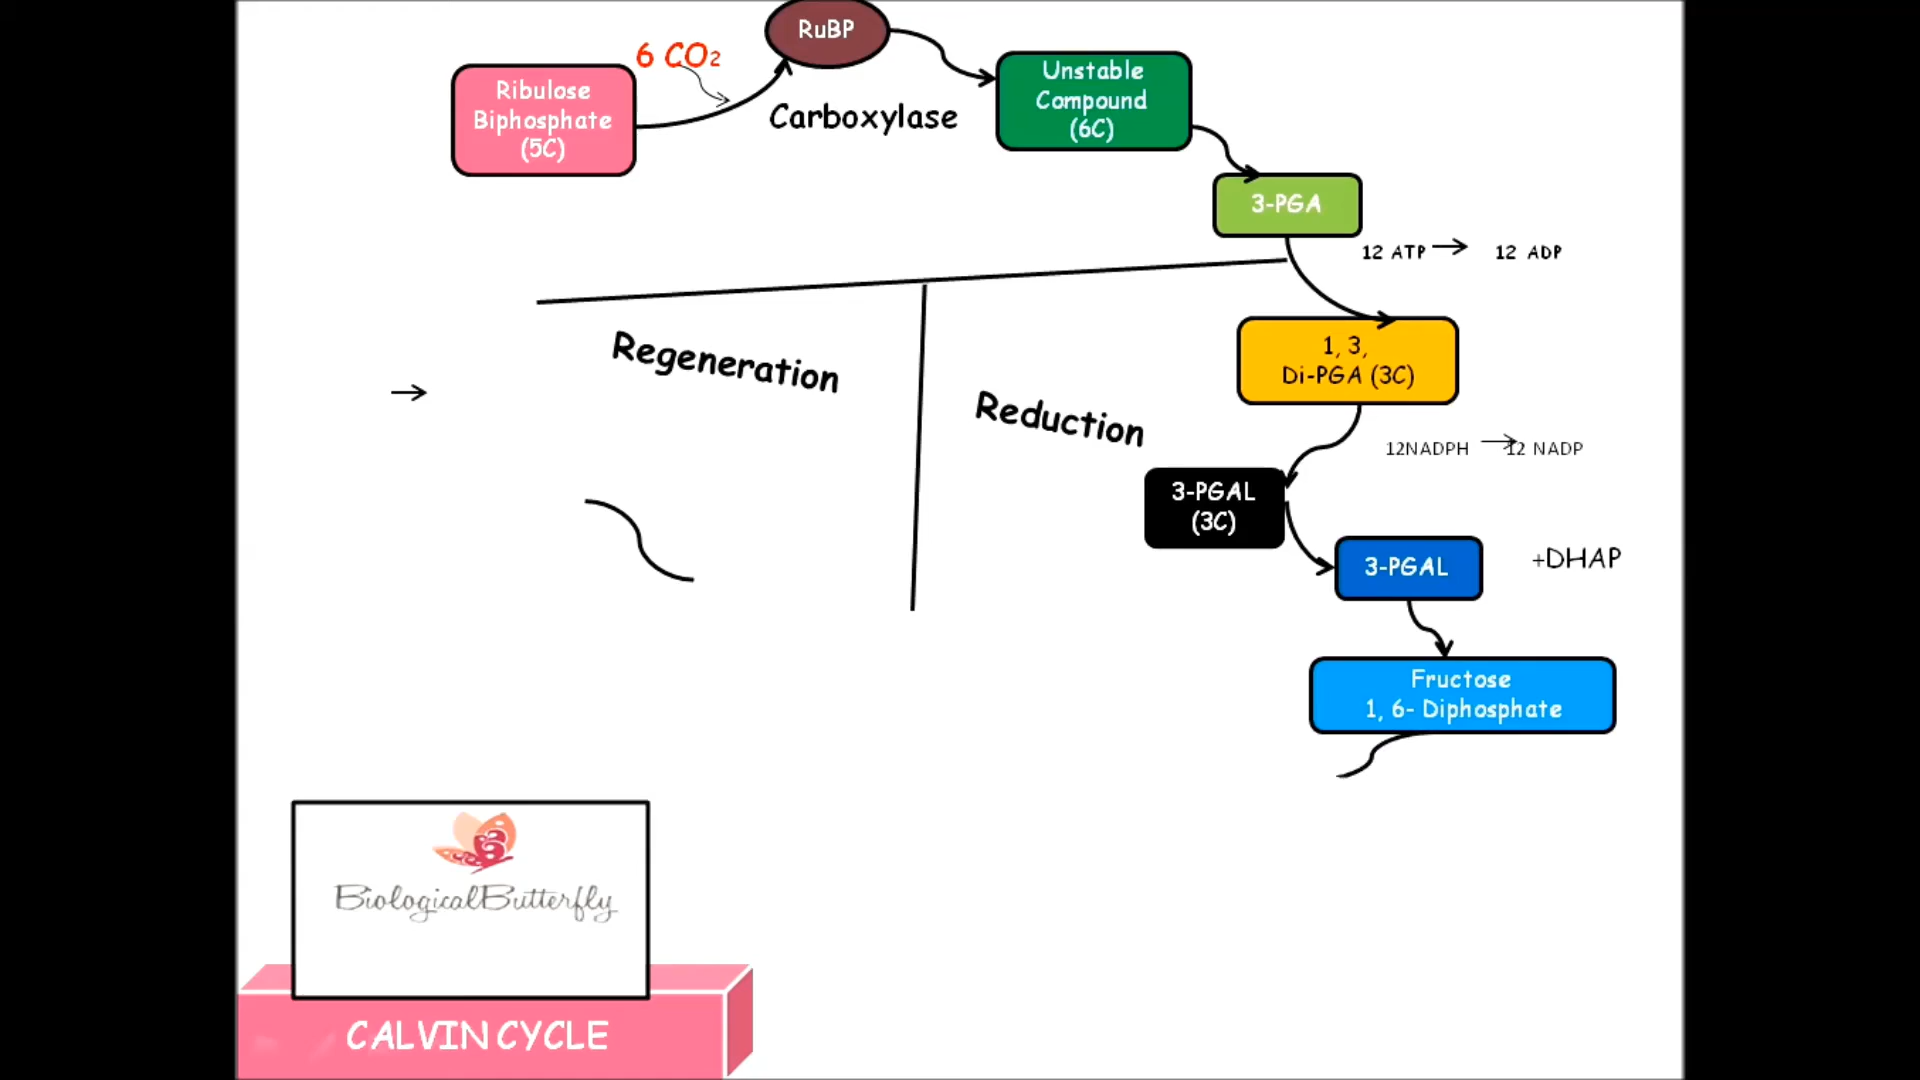 RuBP
6 CO2
Ribulose
Biphosphate
(5C)
Carboxylase
Unstable
Compound
(6C)
3-PGA
12 ATP → 12 ADP
1, 3,
Di-PGA (3C)
Regeneration
→
Reduction
12NADPH → 12 NADP
3-PGAL
(3C)
3-PGAL
+DHAP
Fructose
1, 6- Diphosphate
BiologicalButterfly
CALVIN CYCLE